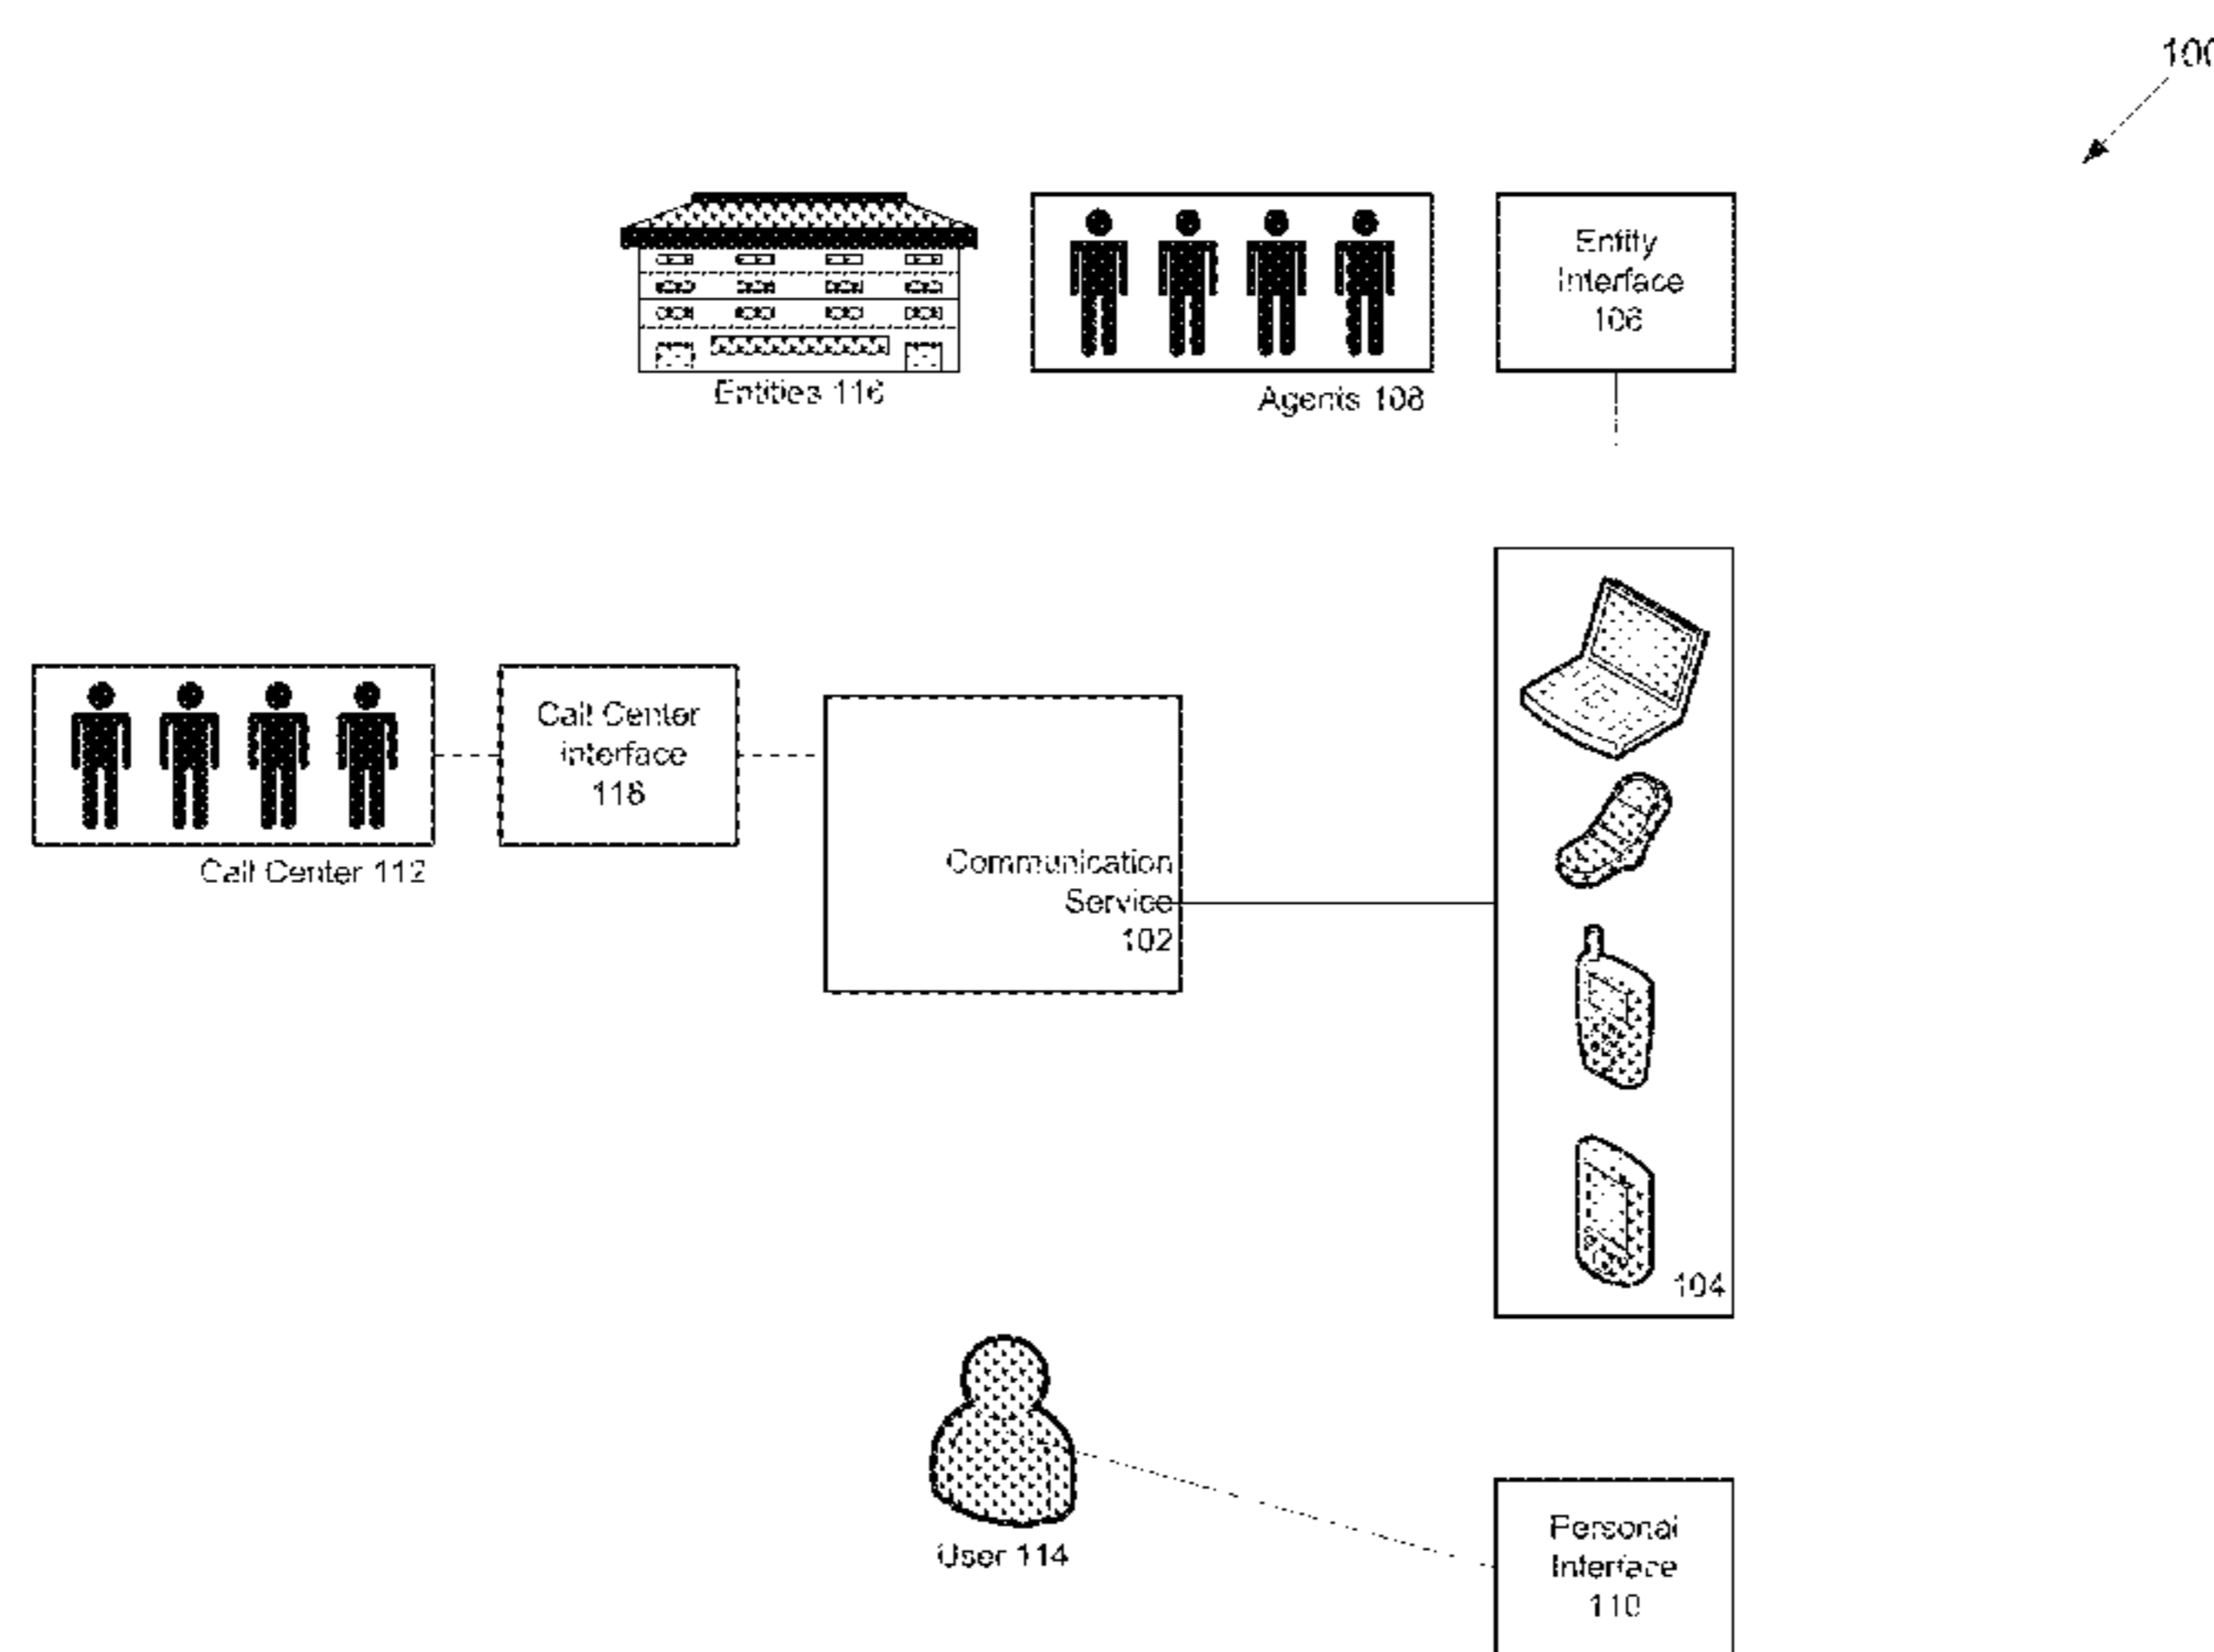 100
Entity
Interface
106
Entities 116
Agents 108
Call Center
interface
118
Call Center 112
Communication
Service
102
104
User 114
Personal
Interface
110